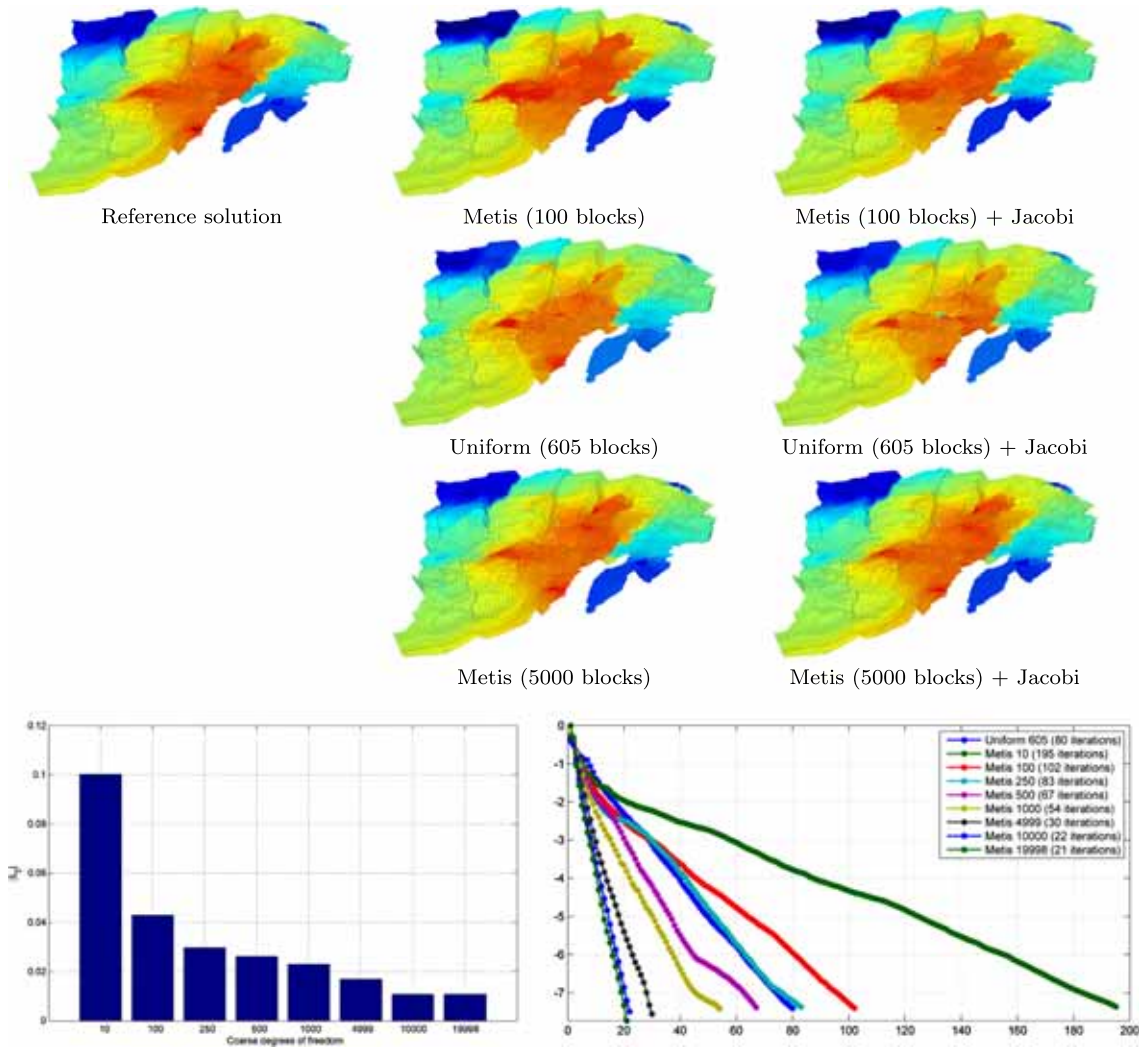 Reference solution
Metis (100 blocks)
Metis (100 blocks) + Jacobi
Uniform (605 blocks)
Uniform (605 blocks) + Jacobi
Metis (5000 blocks)
Metis (5000 blocks) + Jacobi
0.12
0.1
0.08
0.06
0.04
0.02
0
10 100 250 500 1000 4999 10000 19998
Coarse degrees of freedom
0
-1
-2
-3
-4
-5
-6
-7
0 20 40 60 80 100 120 140 160 180 200
Uniform 605 (80 iterations)
Metis 10 (195 iterations)
Metis 100 (102 iterations)
Metis 250 (83 iterations)
Metis 500 (67 iterations)
Metis 1000 (54 iterations)
Metis 4999 (30 iterations)
Metis 10000 (22 iterations)
Metis 19998 (21 iterations)